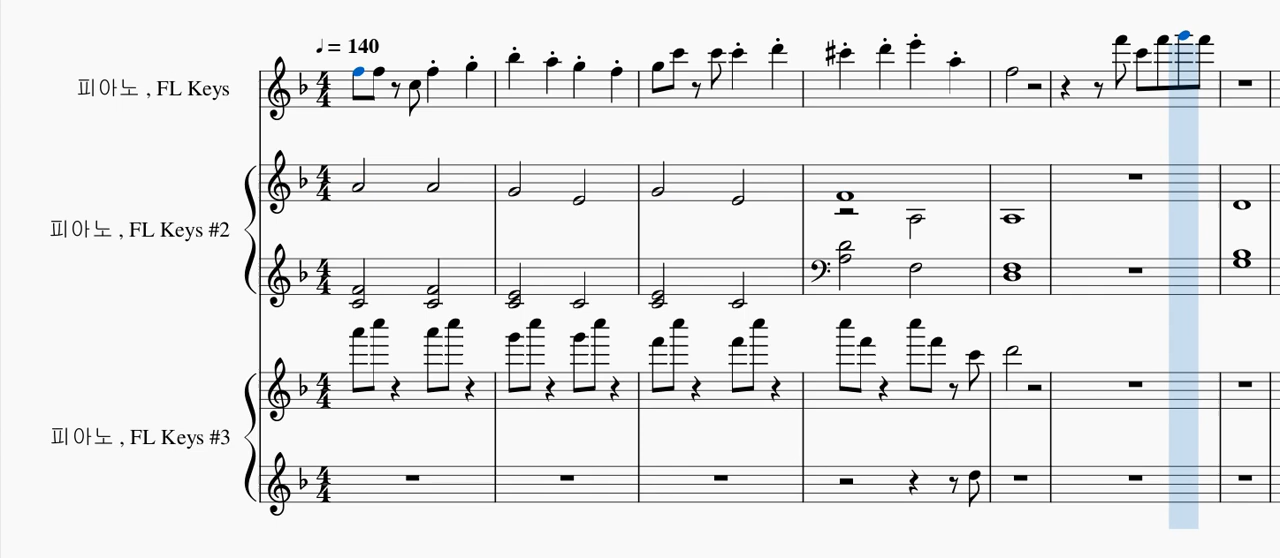 ♩= 140
피아노 , FL Keys
피아노 , FL Keys #2
피아노 , FL Keys #3